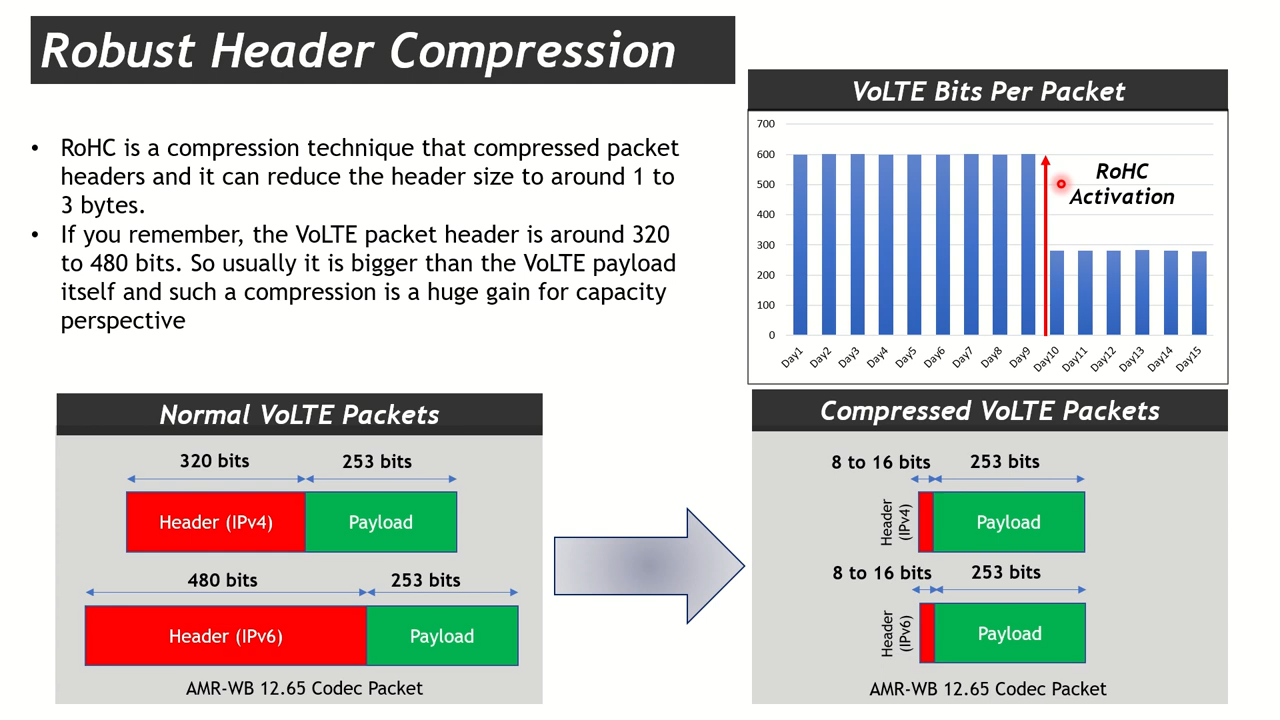 Robust Header Compression
• RoHC is a compression technique that compressed packet
headers and it can reduce the header size to around 1 to
3 bytes.
• If you remember, the VoLTE packet header is around 320
to 480 bits. So usually it is bigger than the VoLTE payload
itself and such a compression is a huge gain for capacity
perspective
VoLTE Bits Per Packet
700
600
500
400
300
200
100
0
RoHC
Activation
Day1 Day2 Day3 Day4 Day5 Day6 Day7 Day8 Day9 Day10 Day11 Day12 Day13 Day14 Day15
Normal VoLTE Packets
320 bits 253 bits
Header (IPv4) Payload
480 bits 253 bits
Header (IPv6) Payload
AMR-WB 12.65 Codec Packet
Compressed VoLTE Packets
8 to 16 bits 253 bits
Header
(IPv4)
Payload
8 to 16 bits 253 bits
Header
(IPv6)
Payload
AMR-WB 12.65 Codec Packet